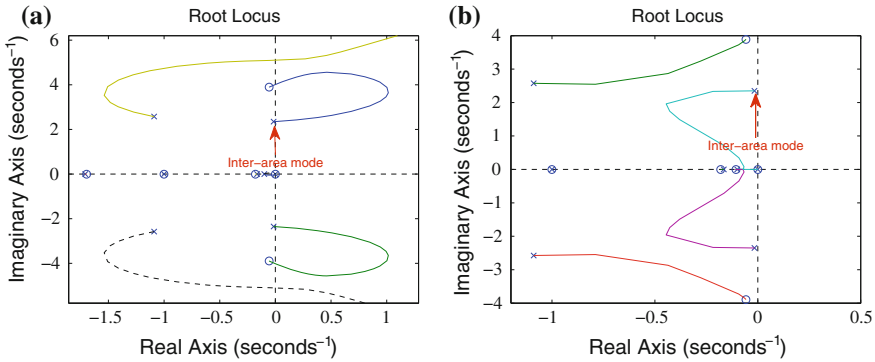 (a)
Root Locus
Imaginary Axis (seconds⁻¹)
6
4
2
0
−2
−4
Inter-area mode
−1.5
−1
−0.5
0
0.5
1
Real Axis (seconds⁻¹)
(b)
Root Locus
Imaginary Axis (seconds⁻¹)
4
3
2
1
0
−1
−2
−3
−4
Inter-area mode
−1
−0.5
0
0.5
Real Axis (seconds⁻¹)